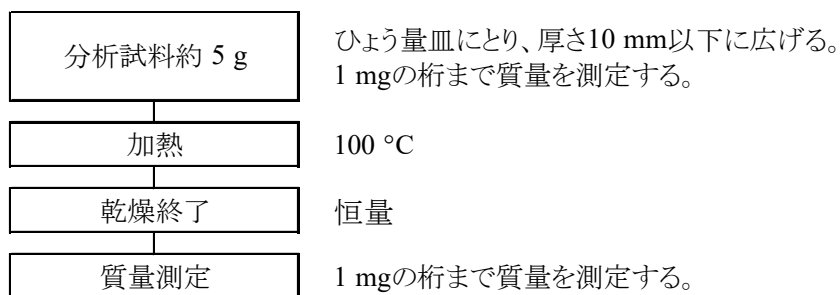 分析試料約 5 g
ひょう量皿にとり、厚さ10 mm以下に広げる。
1 mgの桁まで質量を測定する。
加熱
100 °C
乾燥終了
恒量
質量測定
1 mgの桁まで質量を測定する。